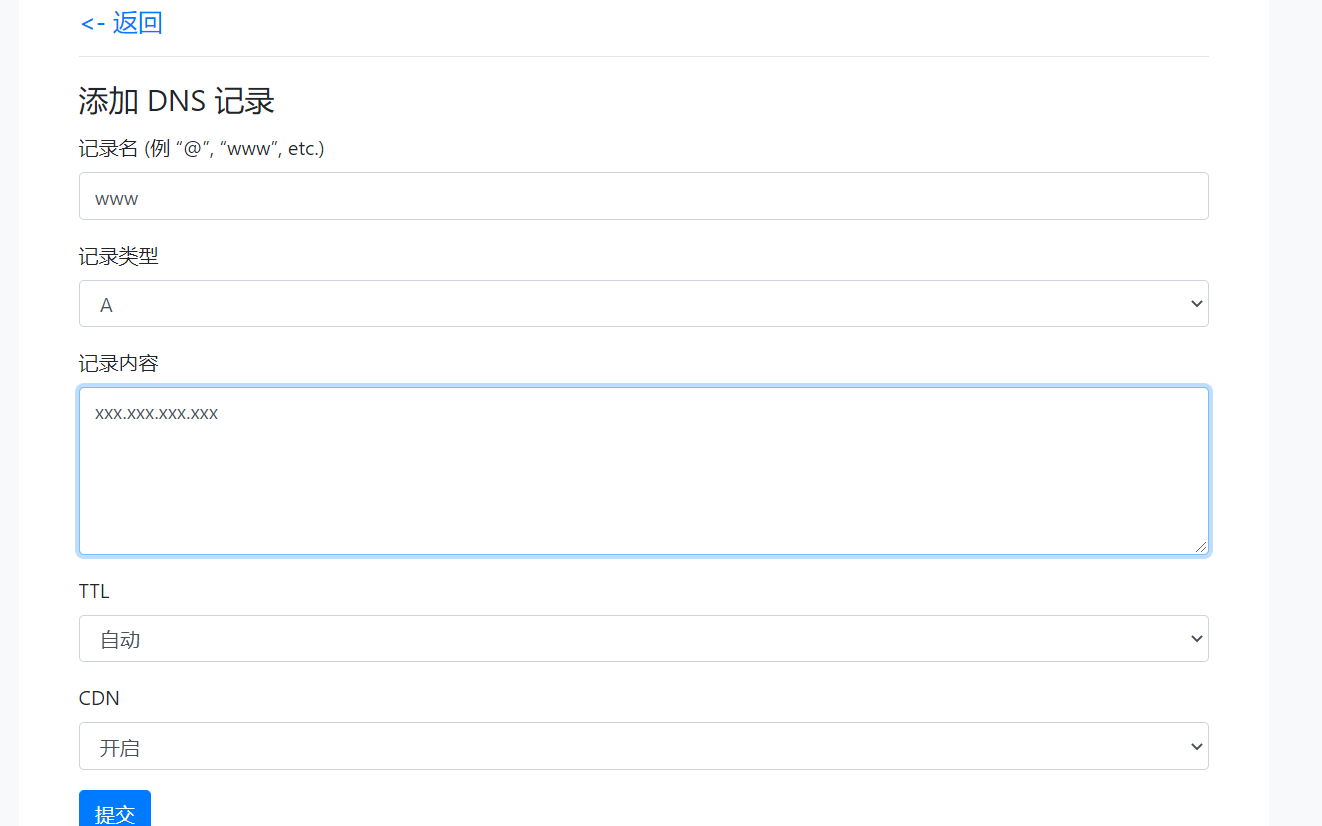 <- 返回
添加 DNS 记录
记录名 (例 “@”, “www”, etc.)
www
记录类型
A
记录内容
xxx.xxx.xxx.xxx
TTL
自动
CDN
开启
提交